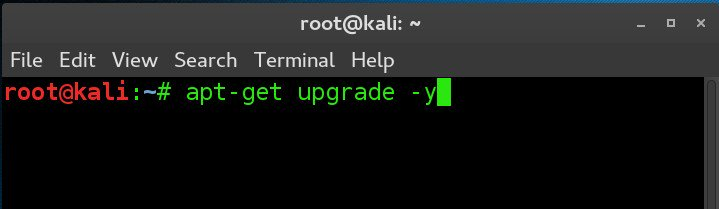 root@kali: ~
File Edit View Search Terminal Help
root@kali:~# apt-get upgrade -y